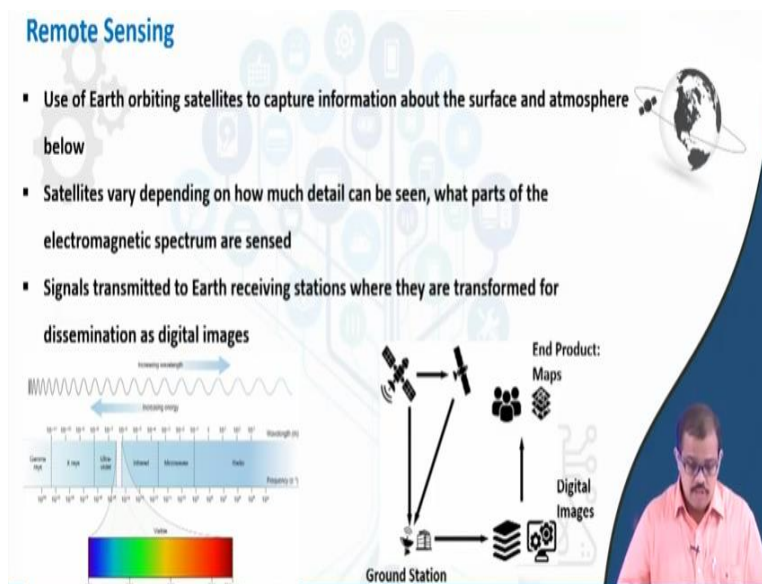 Remote Sensing
▪ Use of Earth orbiting satellites to capture information about the surface and atmosphere
below
▪ Satellites vary depending on how much detail can be seen, what parts of the
electromagnetic spectrum are sensed
▪ Signals transmitted to Earth receiving stations where they are transformed for
dissemination as digital images
Increasing wavelength
Increasing energy
Wavelength (m)
Gamma
rays
X rays
Ultra-
violet
Infrared
Microwaves
Radio
Frequency
Visible
End Product:
Maps
Digital
Images
Ground Station